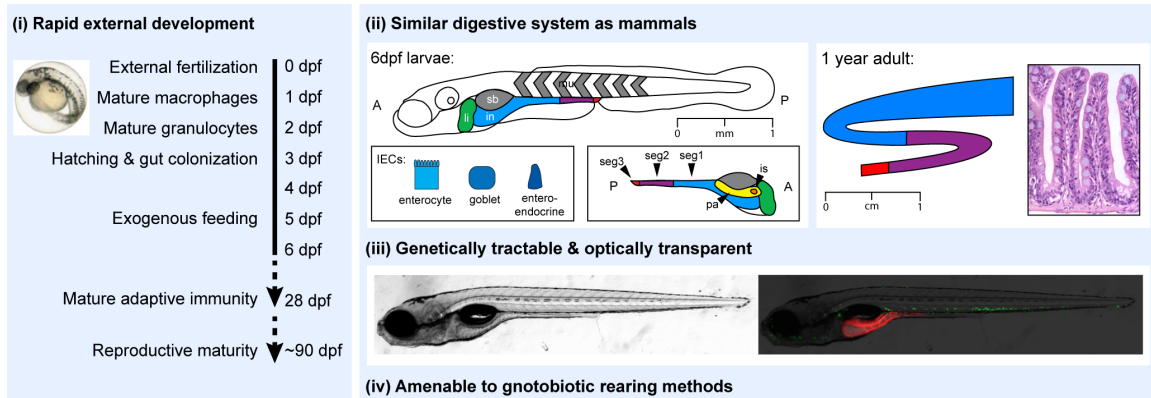 (i) Rapid external development
External fertilization 0 dpf
Mature macrophages 1 dpf
Mature granulocytes 2 dpf
Hatching & gut colonization 3 dpf
4 dpf
Exogenous feeding 5 dpf
6 dpf
Mature adaptive immunity 28 dpf
Reproductive maturity ~90 dpf
(ii) Similar digestive system as mammals
6dpf larvae:
A
mu
sb
li
in
P
0 mm 1
IECs:
enterocyte
goblet
entero-
endocrine
seg3
seg2
seg1
is
P
A
pa
1 year adult:
0 cm 1
(iii) Genetically tractable & optically transparent
(iv) Amenable to gnotobiotic rearing methods